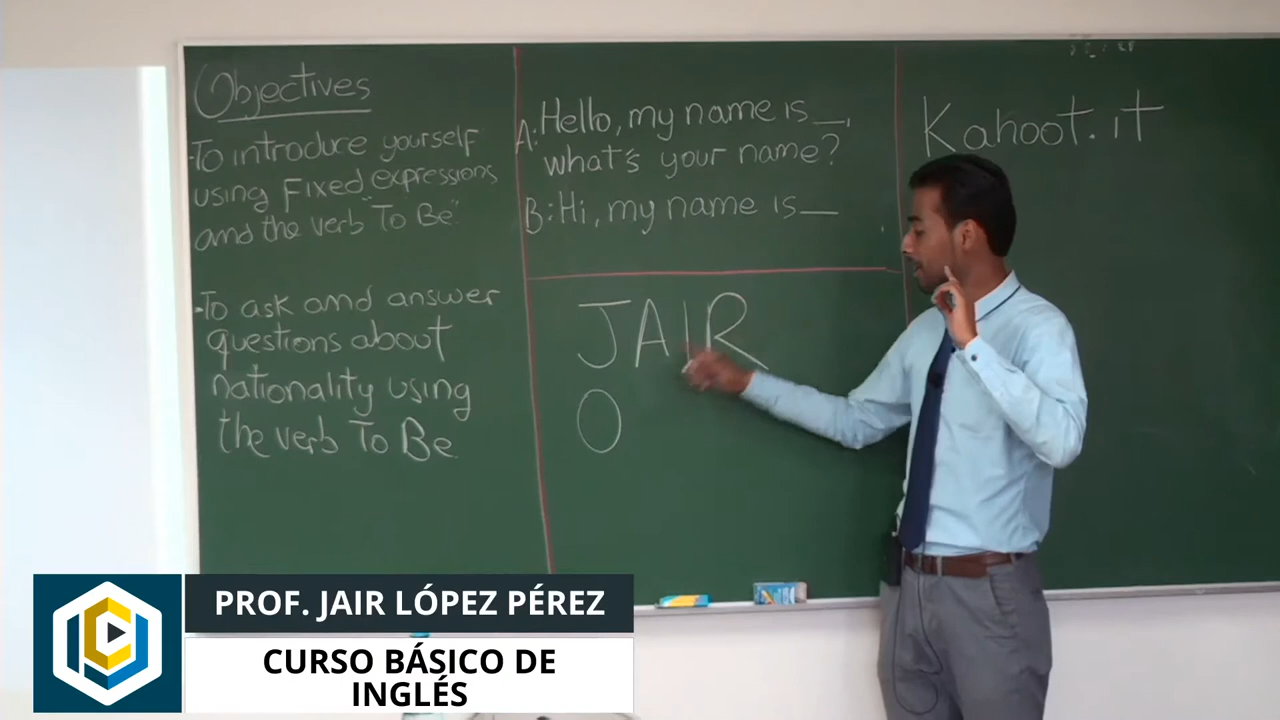 Objectives
-To introduce yourself
using Fixed expressions
and the verb "To Be"
-To ask and answer
questions about
nationality using
the verb To Be
A: Hello, my name is __,
what's your name?
B: Hi, my name is __
JAIR
O
Kahoot.it
PROF. JAIR LÓPEZ PÉREZ
CURSO BÁSICO DE
INGLÉS